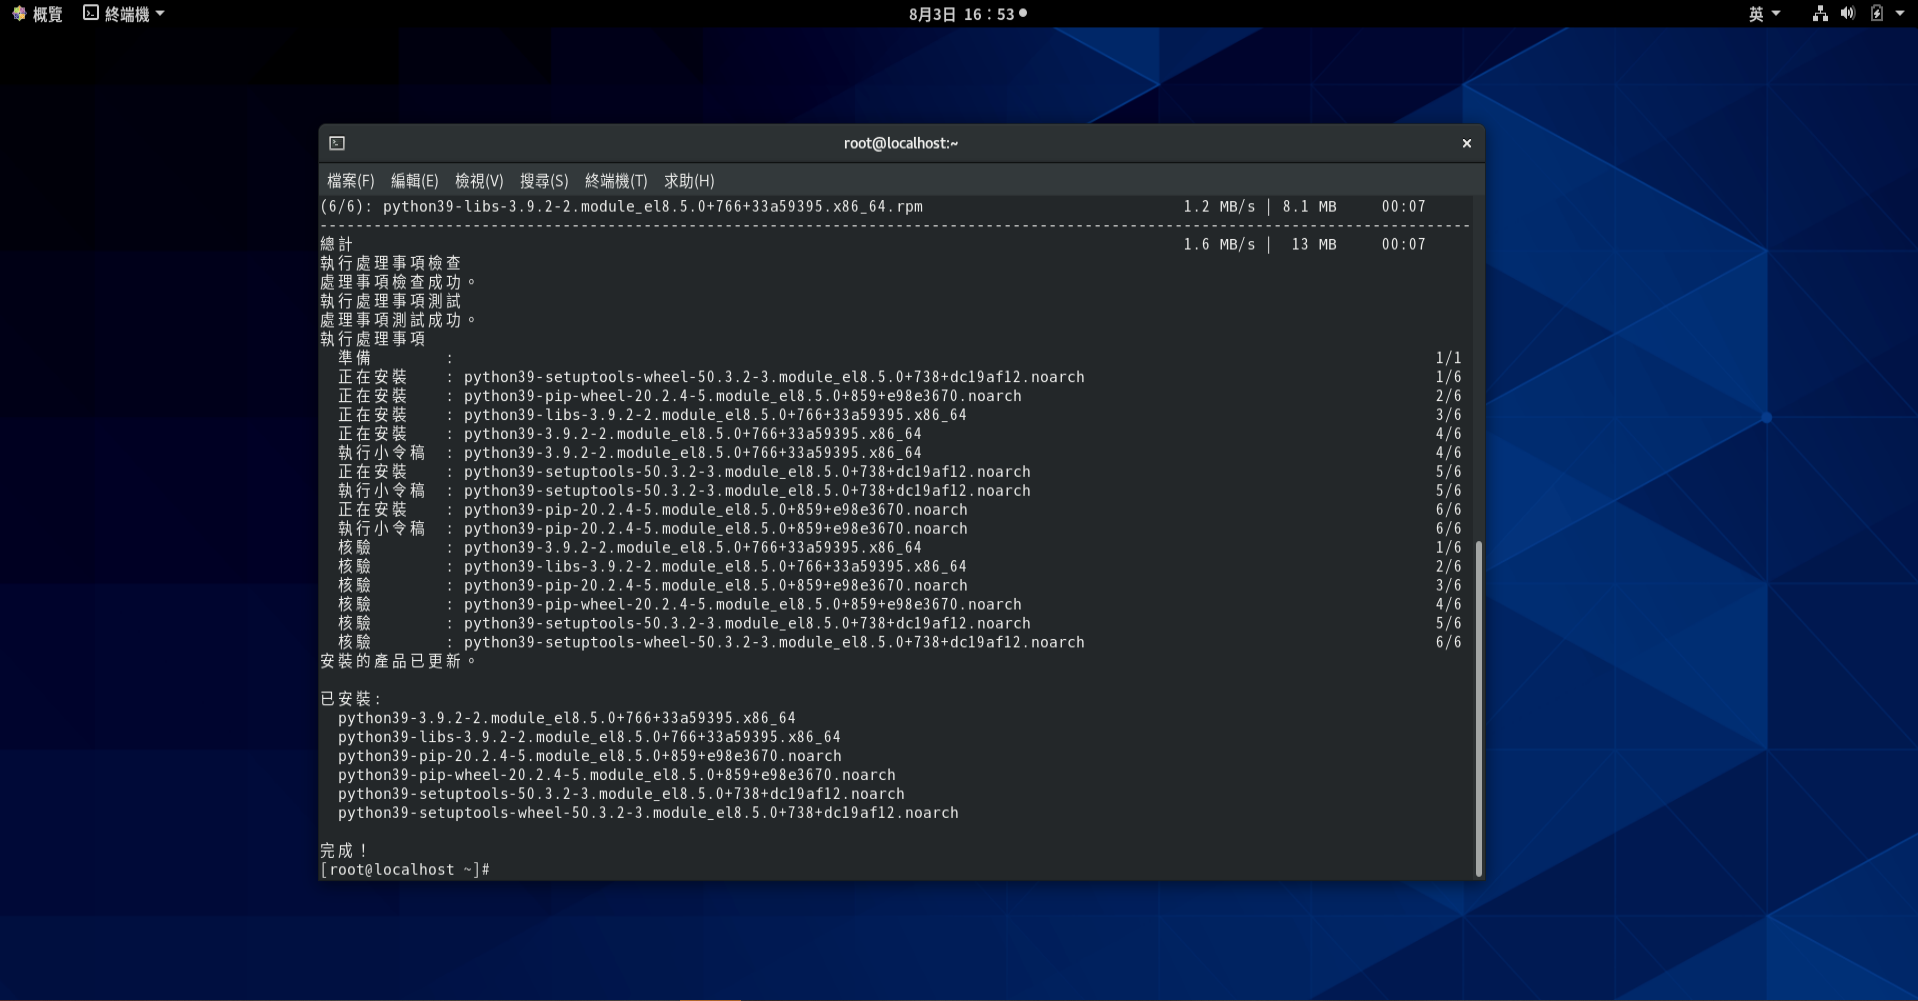 概覽 終端機 8月3日 16:53 英
root@localhost:~
檔案(F) 編輯(E) 檢視(V) 搜尋(S) 終端機(T) 求助(H)
(6/6): python39-libs-3.9.2-2.module_el8.5.0+766+33a59395.x86_64.rpm 1.2 MB/s | 8.1 MB 00:07
--------------------------------------------------------------------------------------------------------------------------------
總計 1.6 MB/s | 13 MB 00:07
執行處理事項檢查
處理事項檢查成功。
執行處理事項測試
處理事項測試成功。
執行處理事項
準備 : 1/1
正在安裝 : python39-setuptools-wheel-50.3.2-3.module_el8.5.0+738+dc19af12.noarch 1/6
正在安裝 : python39-pip-wheel-20.2.4-5.module_el8.5.0+859+e98e3670.noarch 2/6
正在安裝 : python39-libs-3.9.2-2.module_el8.5.0+766+33a59395.x86_64 3/6
正在安裝 : python39-3.9.2-2.module_el8.5.0+766+33a59395.x86_64 4/6
執行小令稿 : python39-3.9.2-2.module_el8.5.0+766+33a59395.x86_64 4/6
正在安裝 : python39-setuptools-50.3.2-3.module_el8.5.0+738+dc19af12.noarch 5/6
執行小令稿 : python39-setuptools-50.3.2-3.module_el8.5.0+738+dc19af12.noarch 5/6
正在安裝 : python39-pip-20.2.4-5.module_el8.5.0+859+e98e3670.noarch 6/6
執行小令稿 : python39-pip-20.2.4-5.module_el8.5.0+859+e98e3670.noarch 6/6
核驗 : python39-3.9.2-2.module_el8.5.0+766+33a59395.x86_64 1/6
核驗 : python39-libs-3.9.2-2.module_el8.5.0+766+33a59395.x86_64 2/6
核驗 : python39-pip-20.2.4-5.module_el8.5.0+859+e98e3670.noarch 3/6
核驗 : python39-pip-wheel-20.2.4-5.module_el8.5.0+859+e98e3670.noarch 4/6
核驗 : python39-setuptools-50.3.2-3.module_el8.5.0+738+dc19af12.noarch 5/6
核驗 : python39-setuptools-wheel-50.3.2-3.module_el8.5.0+738+dc19af12.noarch 6/6
安裝的產品已更新。
已安裝:
python39-3.9.2-2.module_el8.5.0+766+33a59395.x86_64
python39-libs-3.9.2-2.module_el8.5.0+766+33a59395.x86_64
python39-pip-20.2.4-5.module_el8.5.0+859+e98e3670.noarch
python39-pip-wheel-20.2.4-5.module_el8.5.0+859+e98e3670.noarch
python39-setuptools-50.3.2-3.module_el8.5.0+738+dc19af12.noarch
python39-setuptools-wheel-50.3.2-3.module_el8.5.0+738+dc19af12.noarch
完成！
[root@localhost ~]#